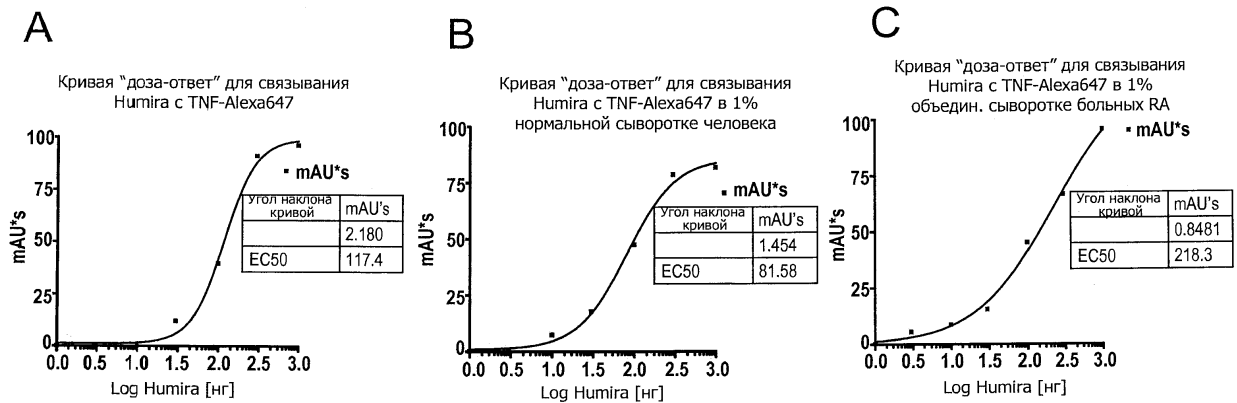 A
Кривая “доза-ответ” для связывания
Humira с TNF-Alexa647
100
75
50
25
0
mAU*s
mAU*s
Угол наклона
кривой
mAU's
2.180
EC50
117.4
0.0 0.5 1.0 1.5 2.0 2.5 3.0
Log Humira [нг]
B
Кривая “доза-ответ” для связывания
Humira с TNF-Alexa647 в 1%
нормальной сыворотке человека
100
75
50
25
0
mAU*s
mAU*s
Угол наклона
кривой
mAU's
1.454
EC50
81.58
0.0 0.5 1.0 1.5 2.0 2.5 3.0
Log Humira [нг]
C
Кривая “доза-ответ” для связывания
Humira с TNF-Alexa647 в 1%
объедин. сыворотке больных RA
100
75
50
25
0
mAU*s
mAU*s
Угол наклона
кривой
mAU's
0.8481
EC50
218.3
0.0 0.5 1.0 1.5 2.0 2.5 3.0
Log Humira [нг]